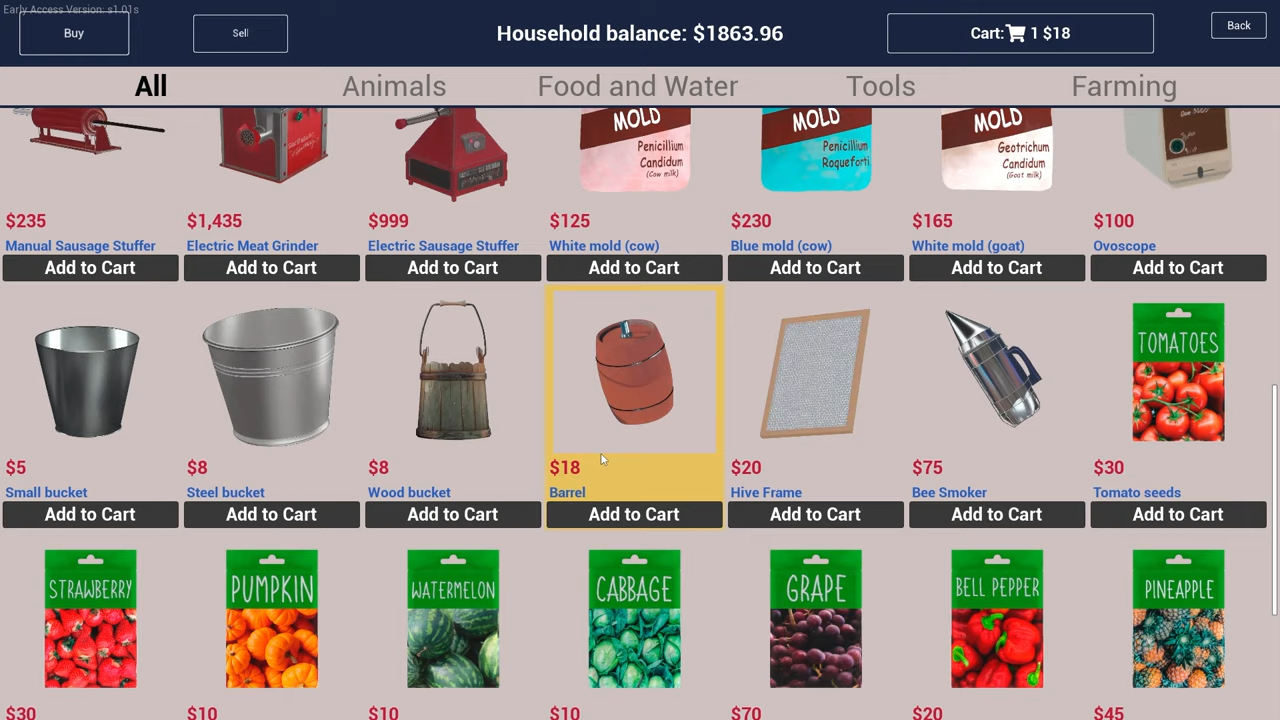 Early Access Version: s1.01s
Buy
Sell
Household balance: $1863.96
Cart: 1 $18
Back
All
Animals
Food and Water
Tools
Farming
MOLD
Penicillium
Candidum
(Cow milk)
MOLD
Penicillium
Roqueforti
MOLD
Geotrichum
Candidum
(Goat milk)
$235
$1,435
$999
$125
$230
$165
$100
Manual Sausage Stuffer
Electric Meat Grinder
Electric Sausage Stuffer
White mold (cow)
Blue mold (cow)
White mold (goat)
Ovoscope
Add to Cart
Add to Cart
Add to Cart
Add to Cart
Add to Cart
Add to Cart
Add to Cart
TOMATOES
$5
$8
$8
$18
$20
$75
$30
Small bucket
Steel bucket
Wood bucket
Barrel
Hive Frame
Bee Smoker
Tomato seeds
Add to Cart
Add to Cart
Add to Cart
Add to Cart
Add to Cart
Add to Cart
Add to Cart
STRAWBERRY
PUMPKIN
WATERMELON
CABBAGE
GRAPE
BELL PEPPER
PINEAPPLE
$30
$10
$10
$10
$70
$20
$45